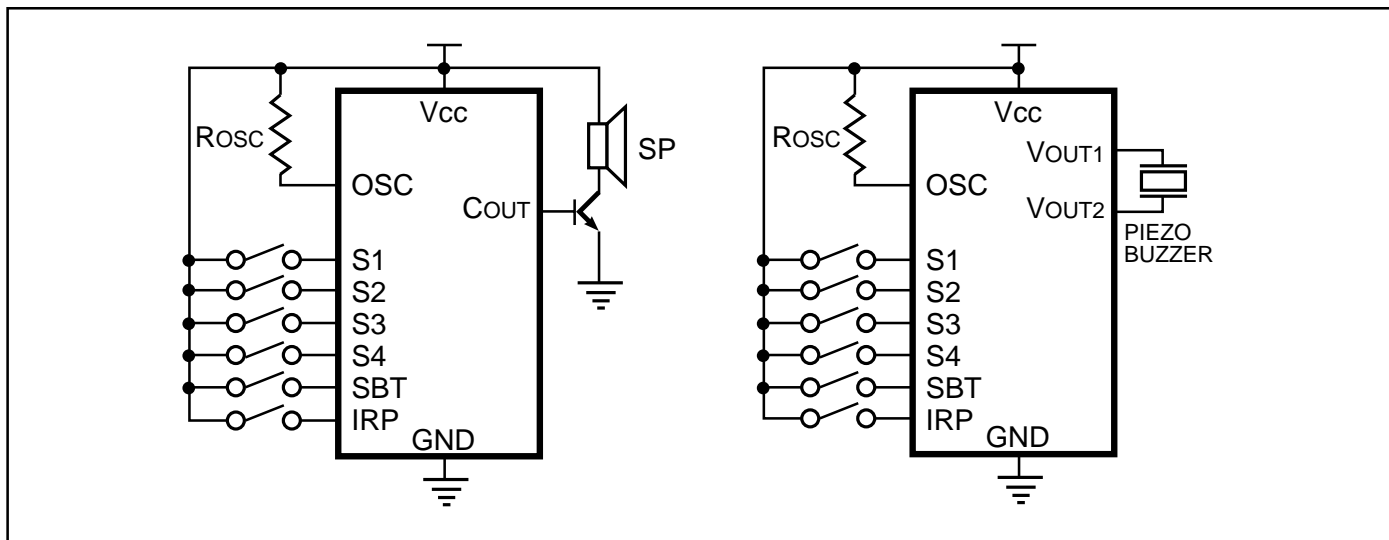 Vcc
ROSC
OSC
SP
COUT
S1
S2
S3
S4
SBT
IRP
GND
Vcc
ROSC
OSC
VOUT1
VOUT2
PIEZO
BUZZER
S1
S2
S3
S4
SBT
IRP
GND